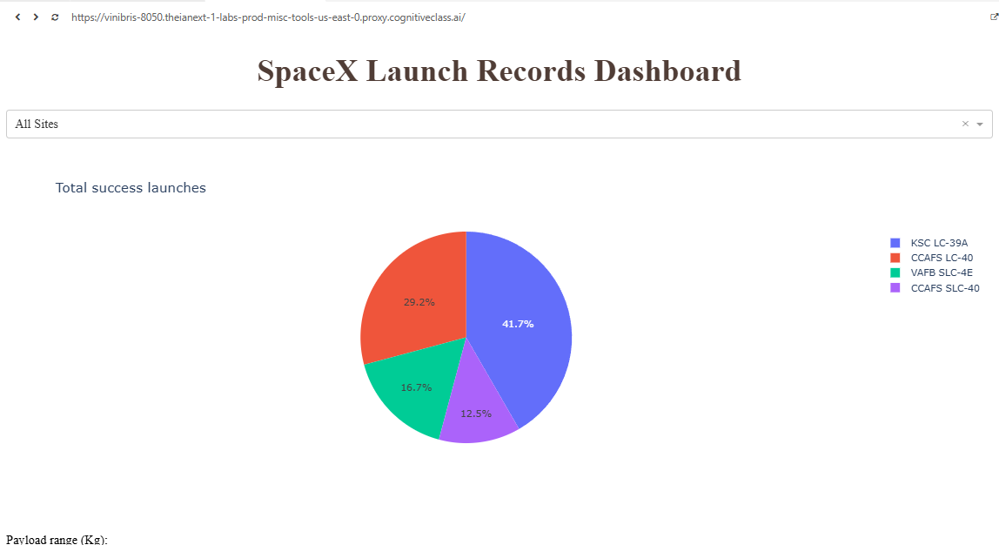 https://vinibris-8050.theianext-1-labs-prod-misc-tools-us-east-0.proxy.cognitiveclass.ai/
SpaceX Launch Records Dashboard
All Sites
Total success launches
KSC LC-39A
CCAFS LC-40
VAFB SLC-4E
CCAFS SLC-40
29.2%
41.7%
16.7%
12.5%
Payload range (Kg):